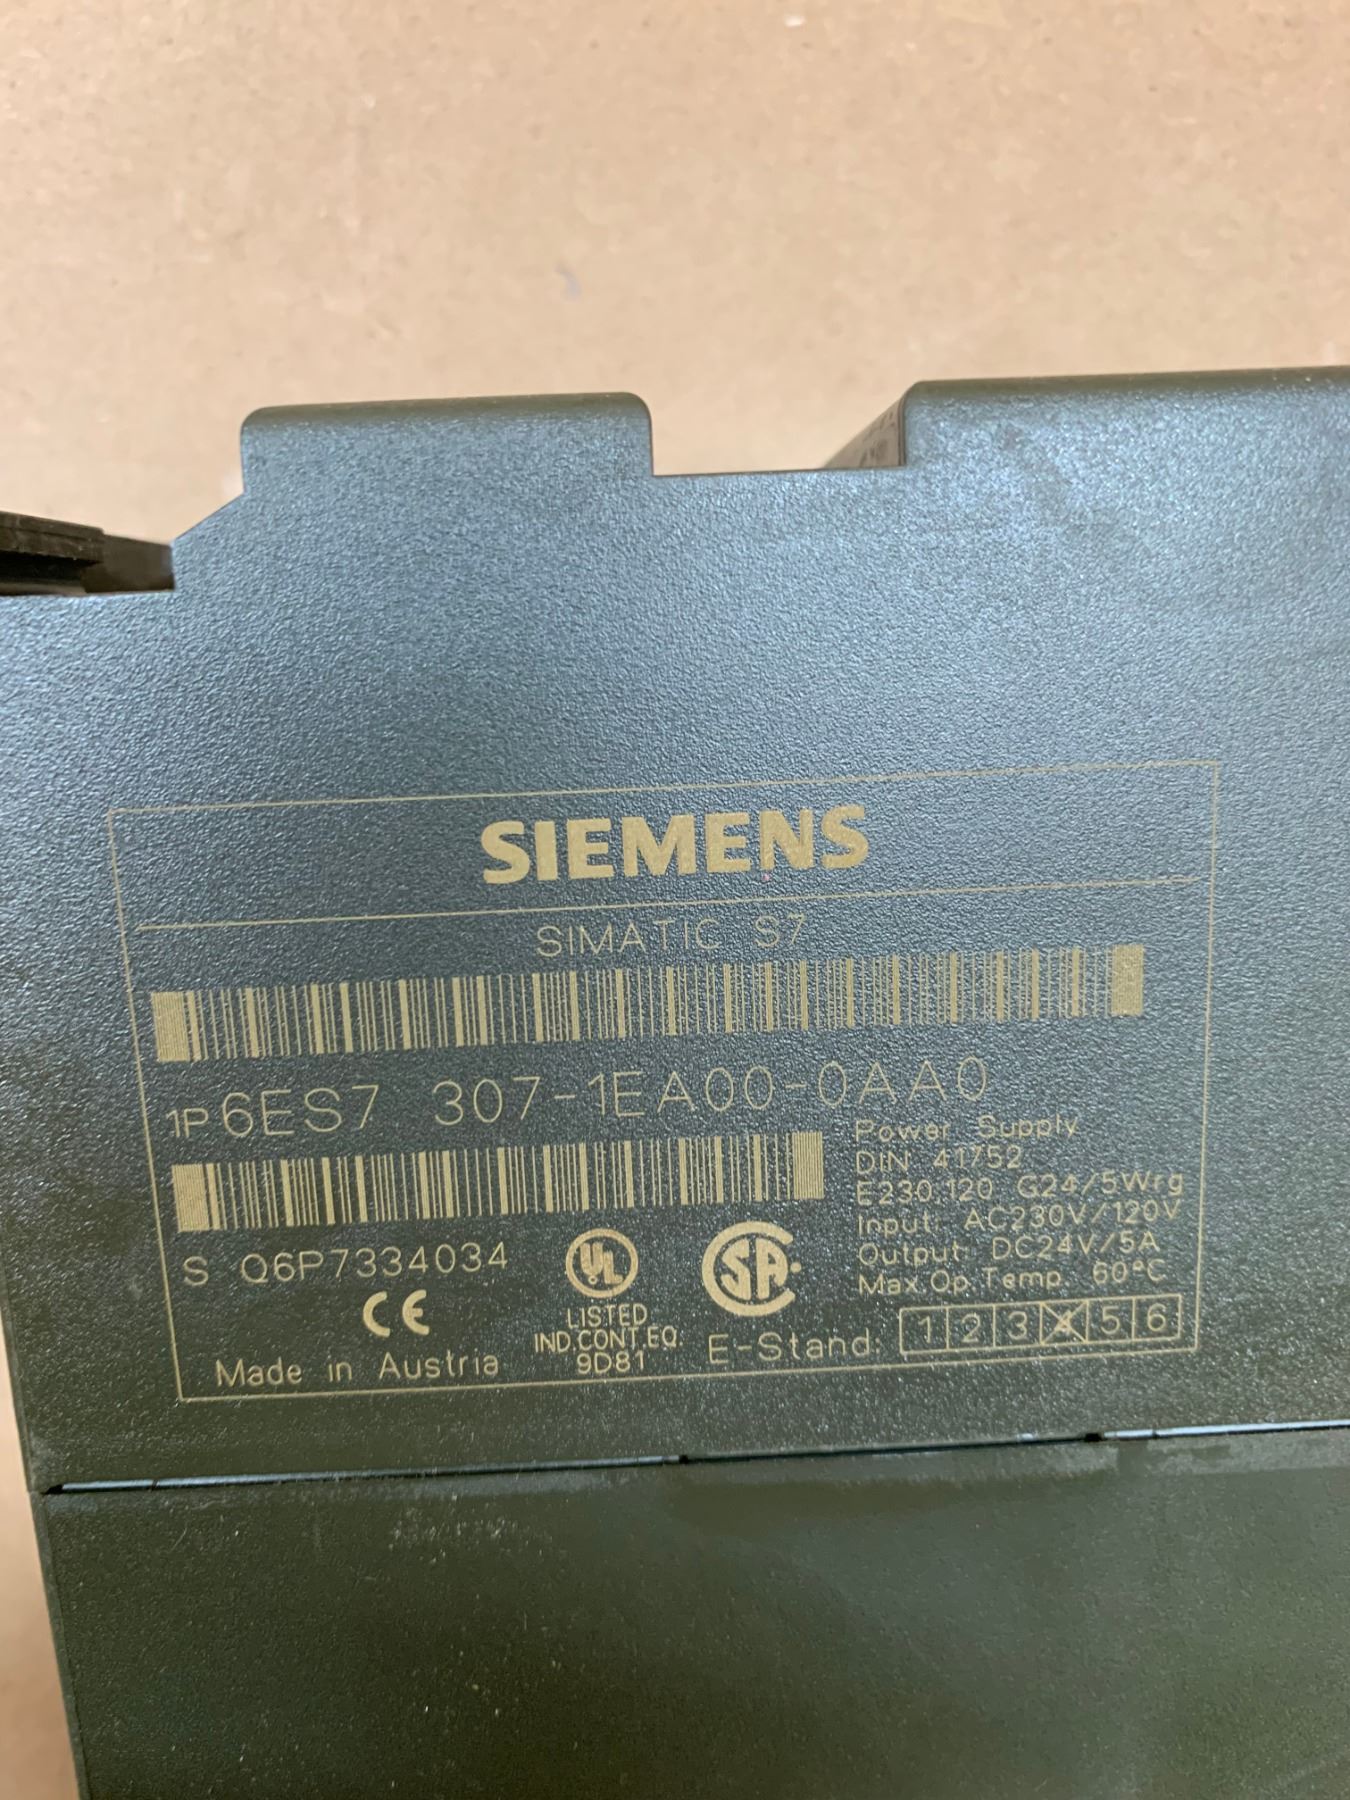 SIEMENS
SIMATIC S7
1P 6ES7 307-1EA00-0AA0
Power Supply
DIN 41752
E230.120 G24/5Wrg
Input: AC230V/120V
Output: DC24V/5A
Max.Op.Temp. 60°C
S Q6P7334034
UL
LISTED
IND.CONT.EQ.
9D81
SA
E-Stand: 1 2 3 X 5 6
CE
Made in Austria